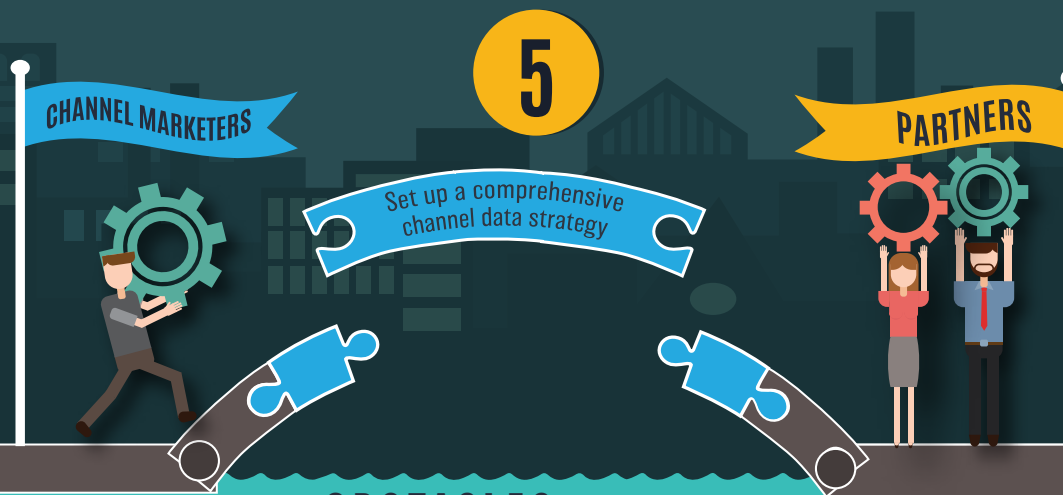 5
CHANNEL MARKETERS
PARTNERS
Set up a comprehensive
channel data strategy